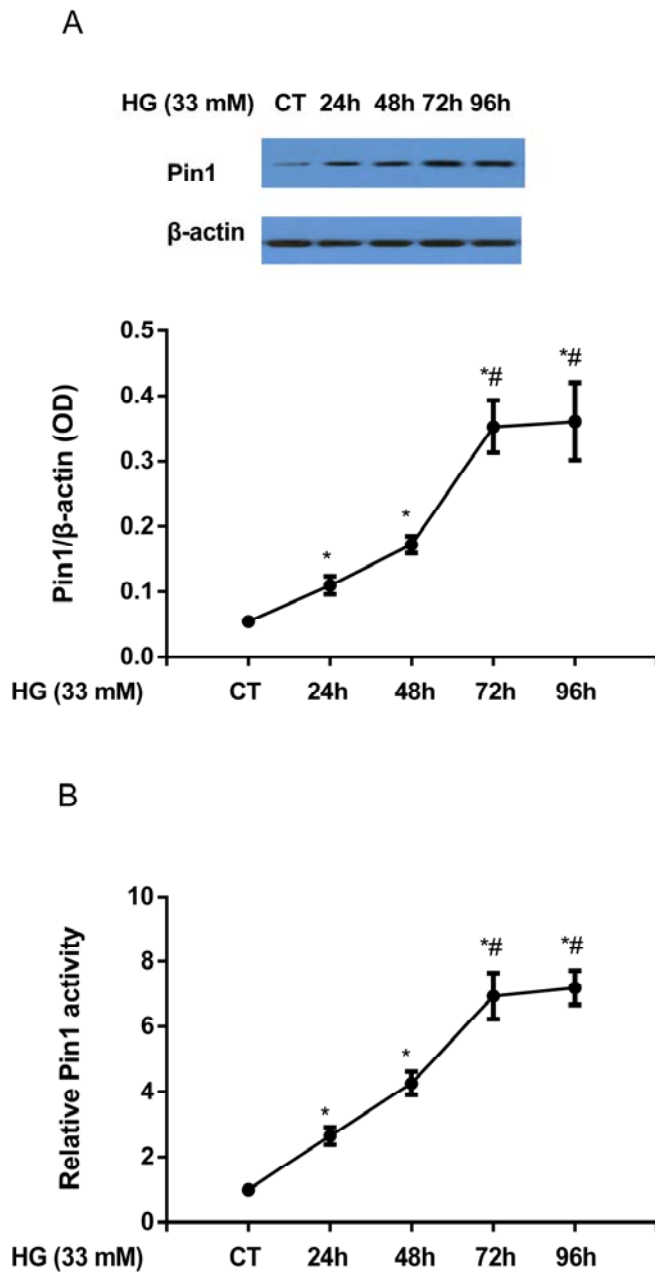 A
HG (33 mM) CT 24h 48h 72h 96h
Pin1
β-actin
0.5
0.4
0.3
0.2
0.1
0.0
Pin1/β-actin (OD)
*
*
*#
*#
HG (33 mM) CT 24h 48h 72h 96h
B
10
8
6
4
2
0
Relative Pin1 activity
*
*
*#
*#
HG (33 mM) CT 24h 48h 72h 96h